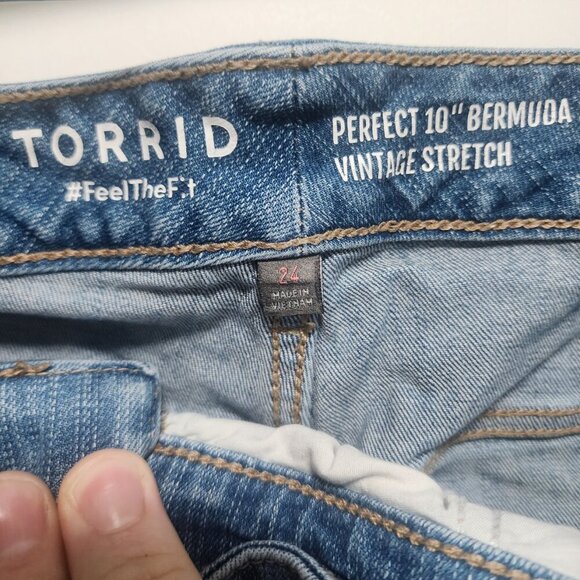 TORRID
#FeelTheFit
PERFECT 10" BERMUDA
VINTAGE STRETCH
24
MADE IN
VIETNAM